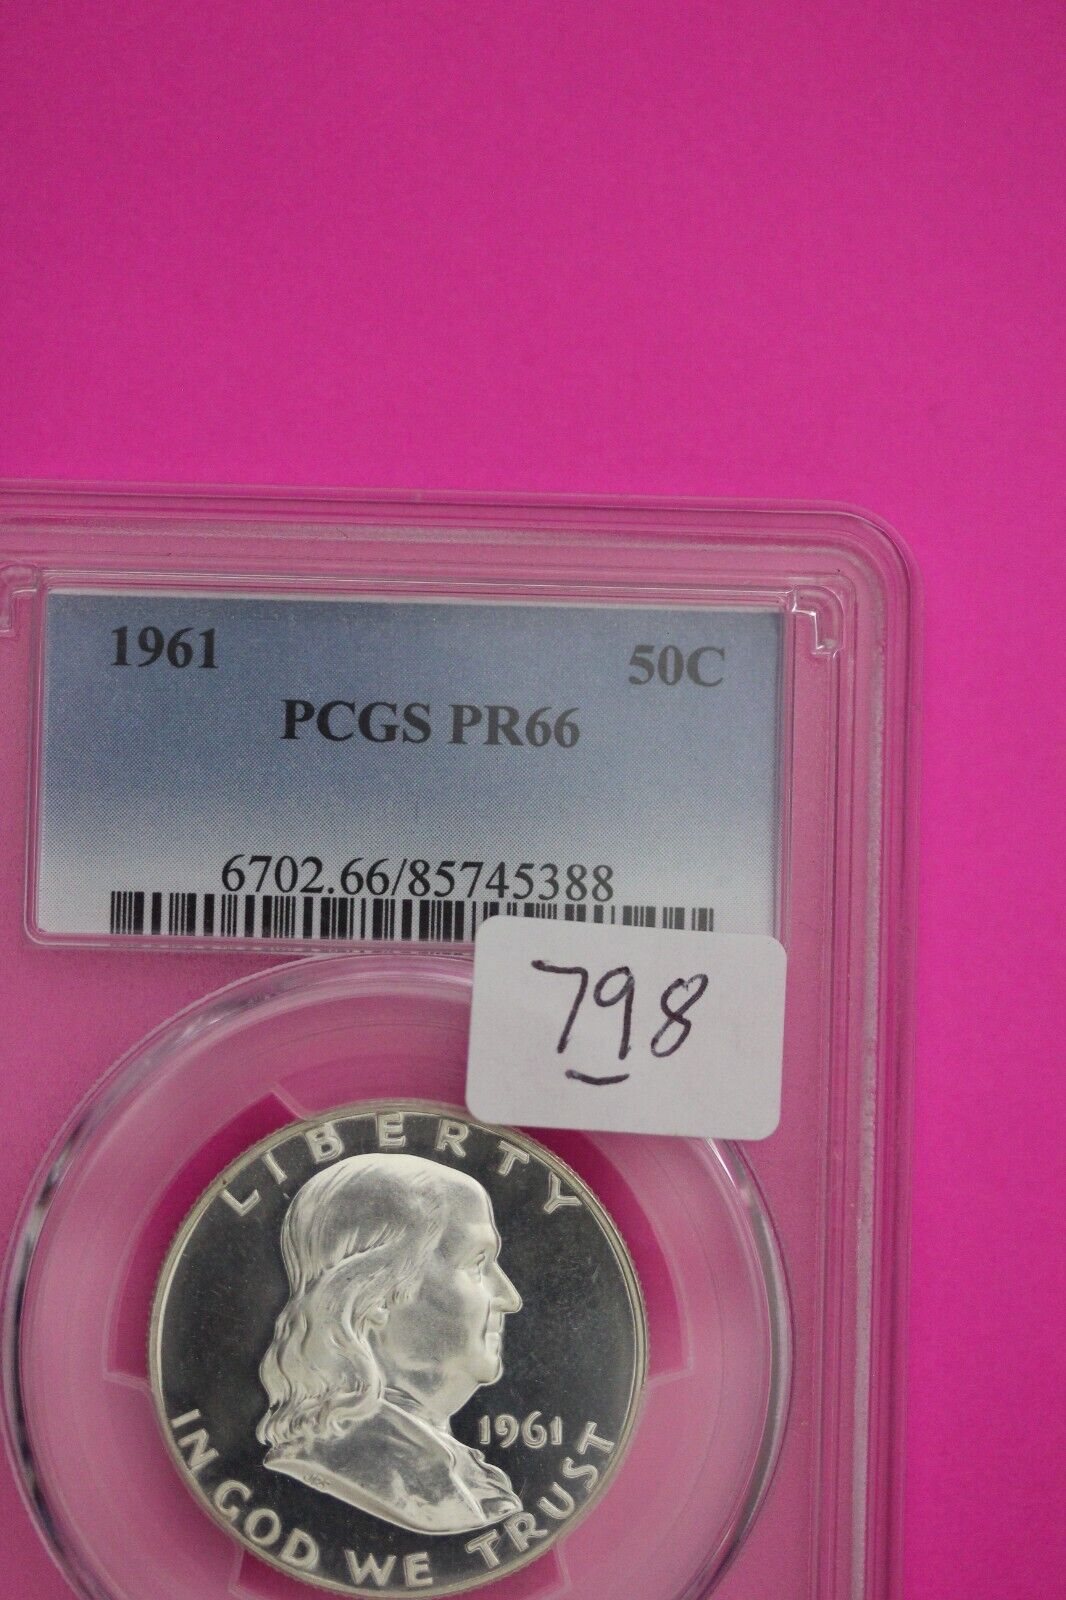 1961 50C
PCGS PR66
6702.66/85745388
798
LIBERTY
1961
IN GOD WE TRUST